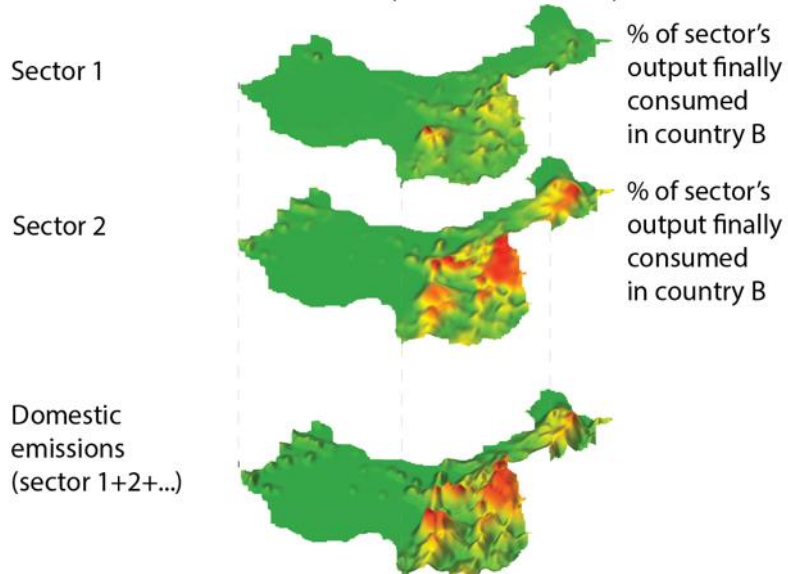 Sector 1
% of sector's
output finally
consumed
in country B
Sector 2
% of sector's
output finally
consumed
in country B
Domestic
emissions
(sector 1+2+...)